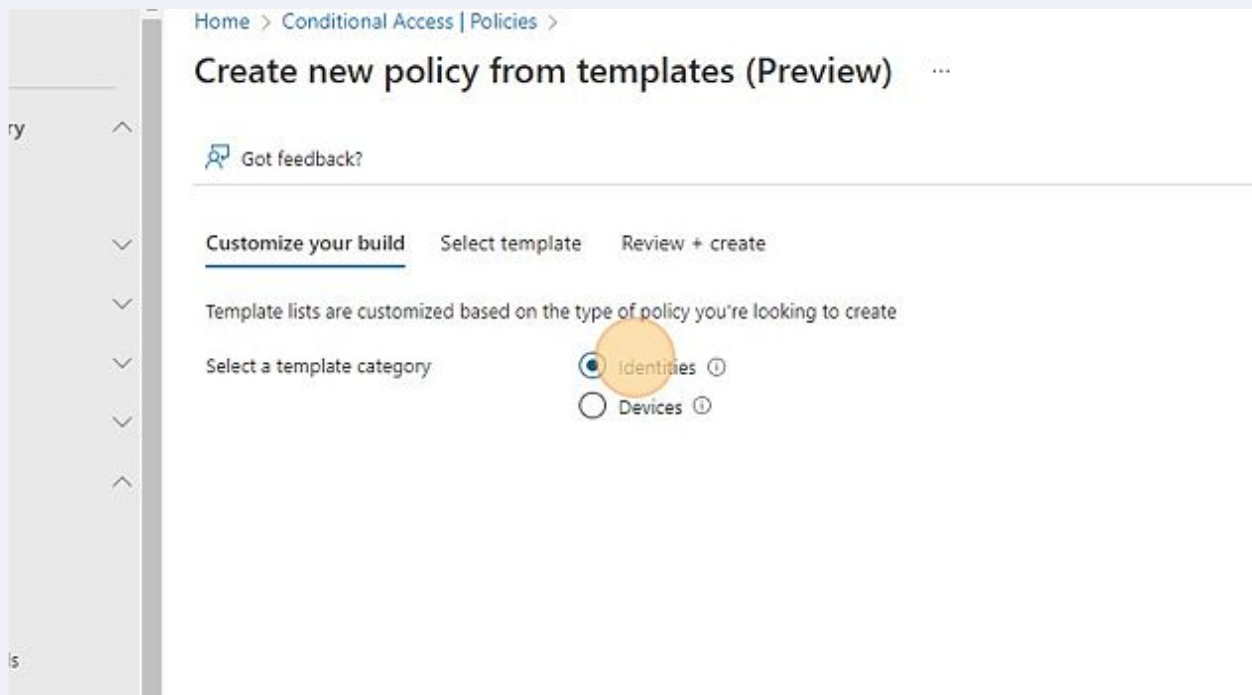 Home > Conditional Access | Policies >
Create new policy from templates (Preview) ...
ry
Got feedback?
Customize your build Select template Review + create
Template lists are customized based on the type of policy you're looking to create
Select a template category Identities
Devices
ls